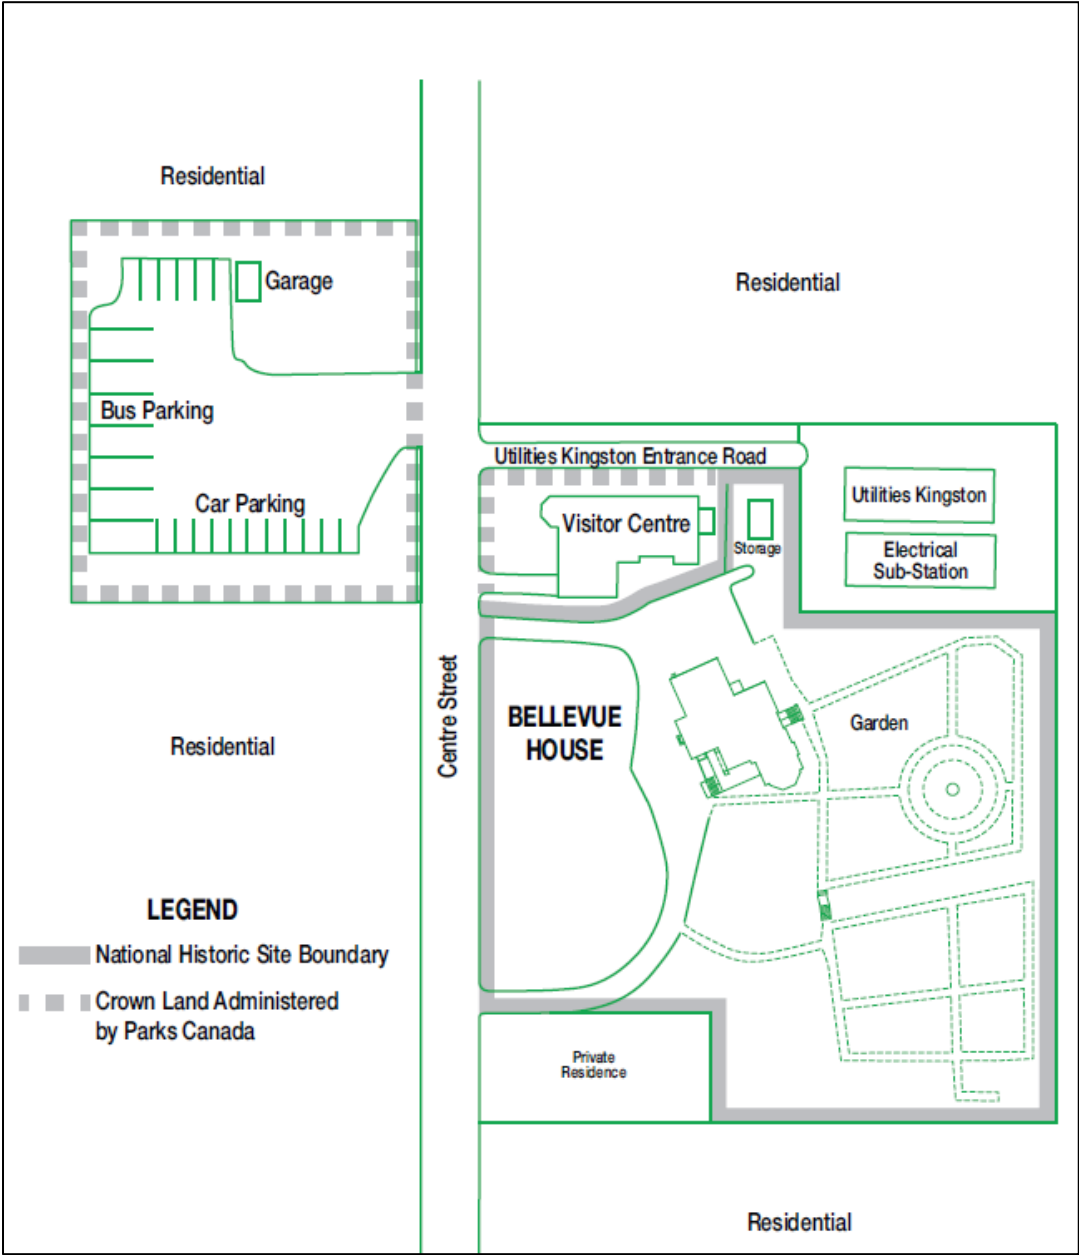 Residential
Residential
Garage
Bus Parking
Utilities Kingston Entrance Road
Car Parking
Visitor Centre
Utilities Kingston
Storage
Electrical
Sub-Station
Centre Street
BELLEVUE
HOUSE
Garden
Residential
LEGEND
National Historic Site Boundary
Crown Land Administered
by Parks Canada
Private
Residence
Residential